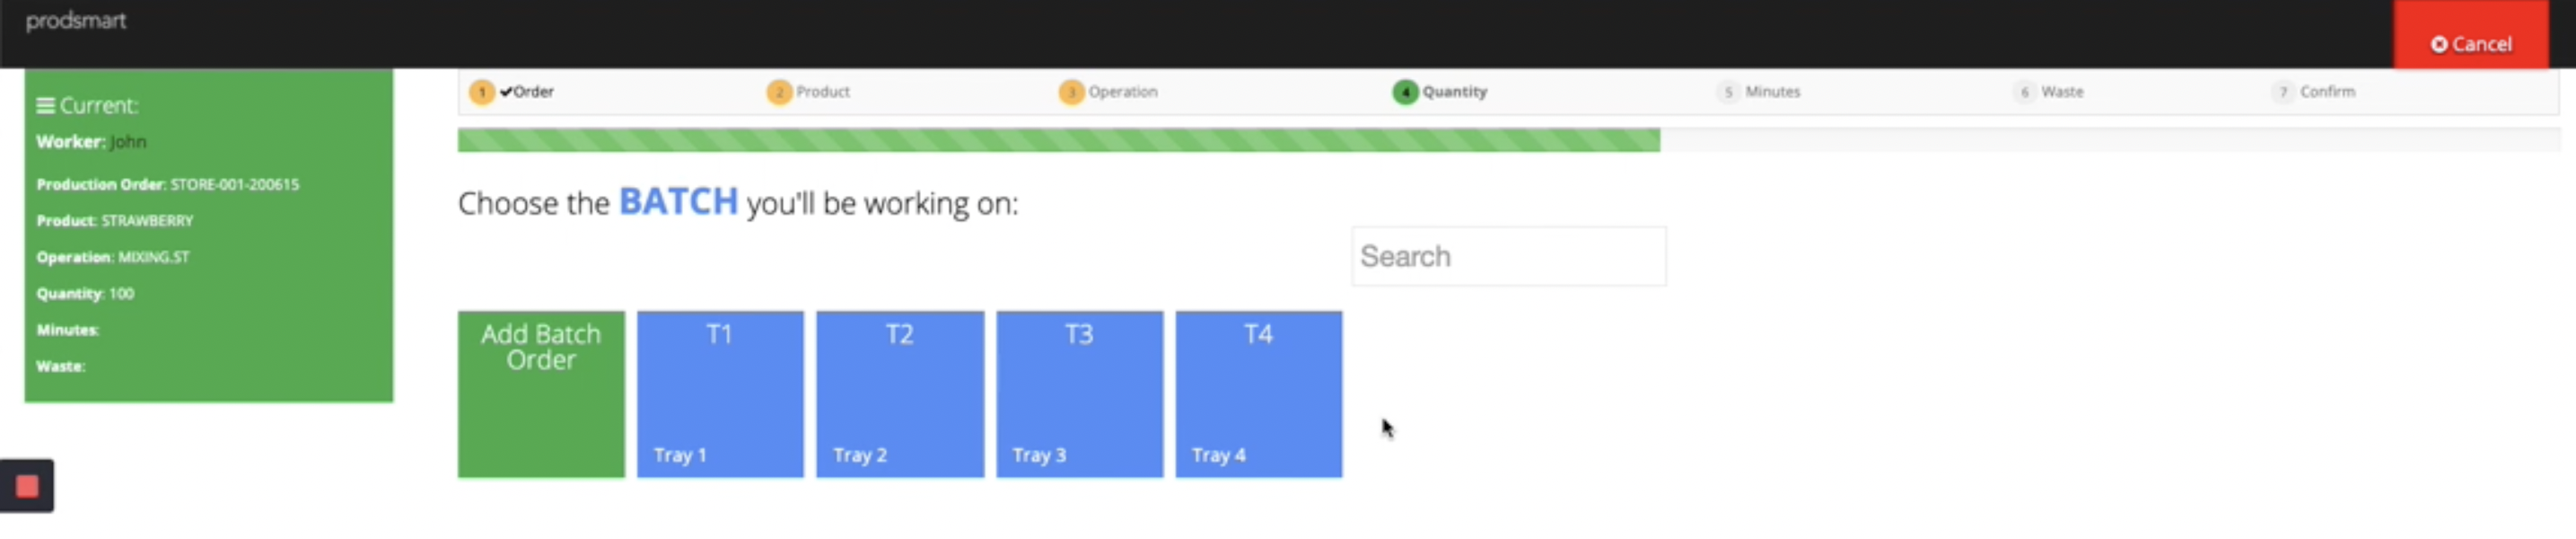 prodsmart
Cancel
Current:
Worker: John
Production Order: STORE-001-200615
Product: STRAWBERRY
Operation: MIXING.ST
Quantity: 100
Minutes:
Waste:
1 Order 2 Product 3 Operation 4 Quantity 5 Minutes 6 Waste 7 Confirm
Choose the BATCH you'll be working on:
Search
Add Batch
Order
T1
Tray 1
T2
Tray 2
T3
Tray 3
T4
Tray 4